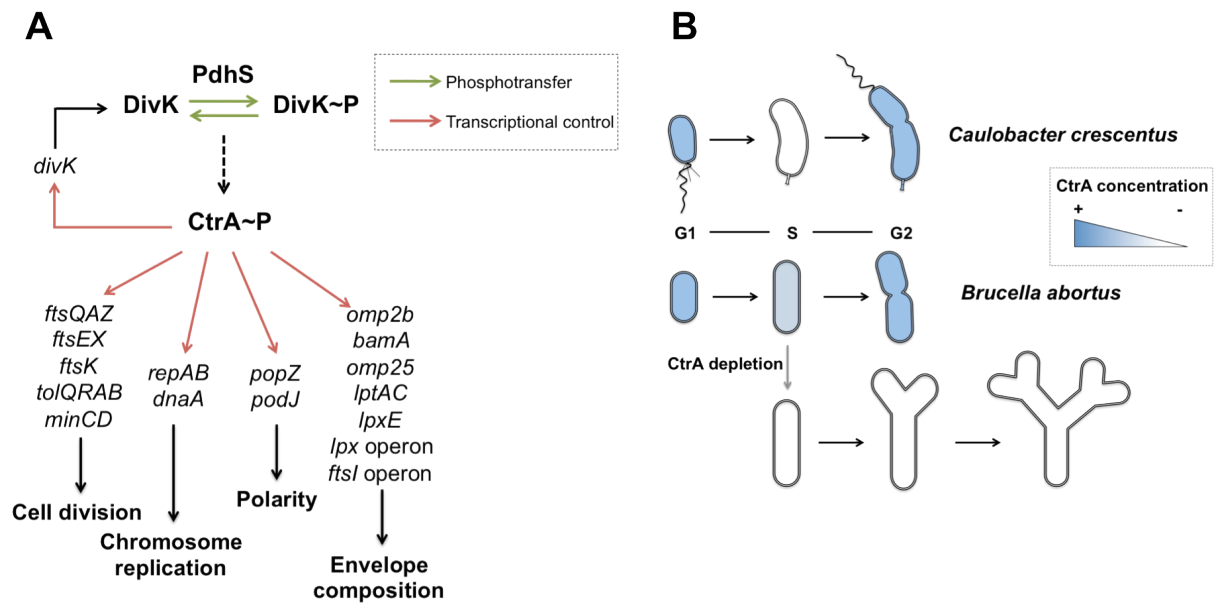 A
PdhS
DivK
DivK~P
divK
CtrA~P
Phosphotransfer
Transcriptional control
ftsQAZ
ftsEX
ftsK
tolQRAB
minCD
Cell division
repAB
dnaA
Chromosome
replication
popZ
podJ
Polarity
omp2b
bamA
omp25
lptAC
lpxE
lpx operon
ftsI operon
Envelope
composition
B
Caulobacter crescentus
CtrA concentration
+ -
G1 S G2
Brucella abortus
CtrA depletion